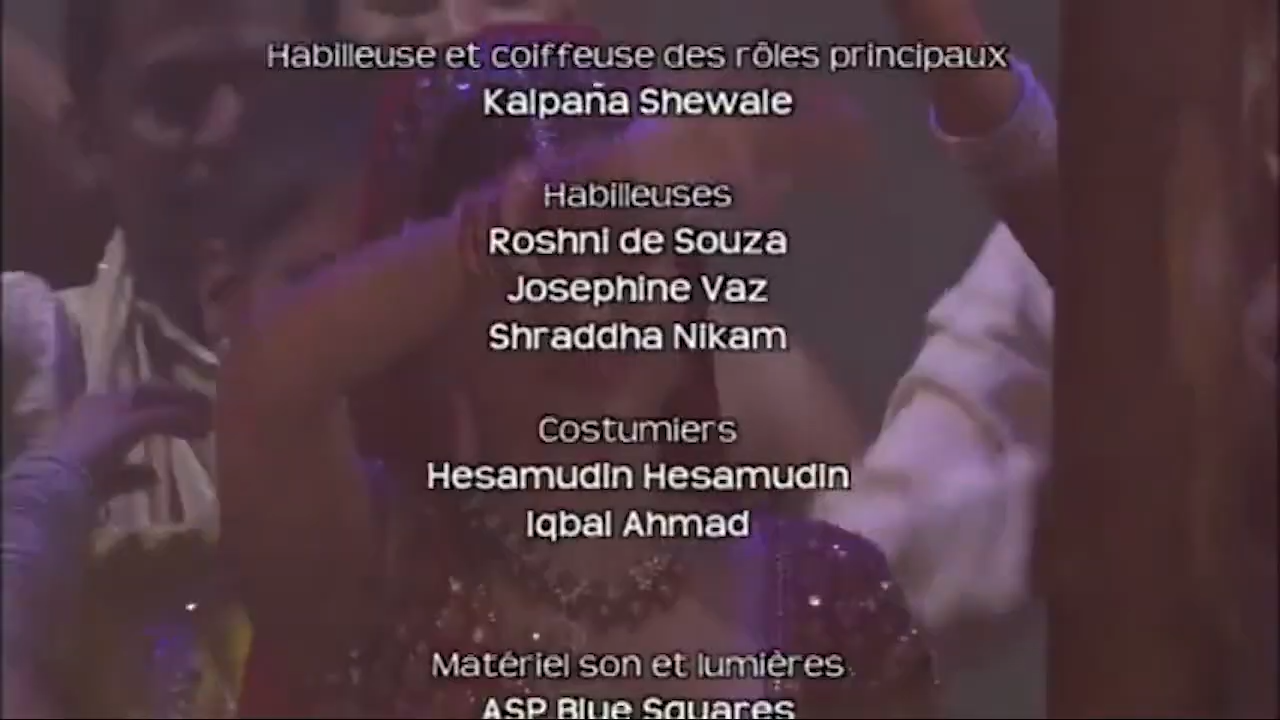 Habilleuse et coiffeuse des rôles principaux
Kalpana Shewale
Habilleuses
Roshni de Souza
Josephine Vaz
Shraddha Nikam
Costumiers
Hesamudin Hesamudin
Iqbal Ahmad
Matériel son et lumières
ASP Blue Squares